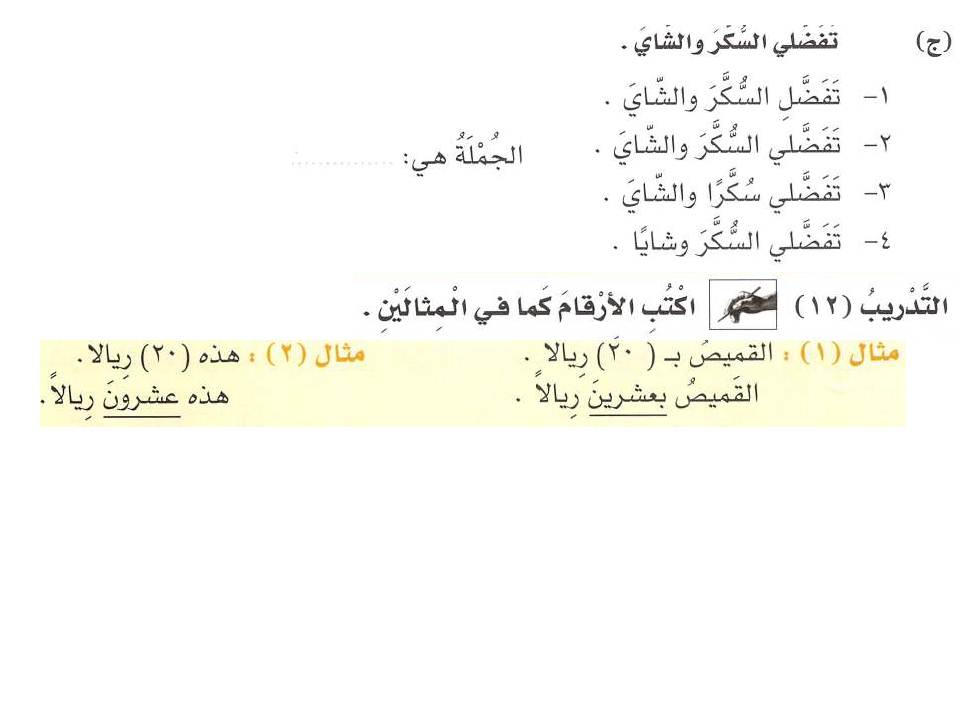 (ج) تَفَضَّلي السُّكَّرَ والشّايَ .
١- تَفَضَّلِ السُّكَّرَ والشّايَ .
٢- تَفَضَّلي السُّكَّرَ والشّايَ .
الجُمْلَةُ هي: ..............
٣- تَفَضَّلي سُكَّرًا والشّايَ .
٤- تَفَضَّلي السُّكَّرَ وشايًا .
التَّدْريبُ (١٢) اكْتُبِ الأرْقامَ كَما في الْمِثالَيْنِ .
مثال (١) : القميصُ بـ (٢٠) رِيالا .
القَميصُ بعشرينَ رِيالاً .
مثال (٢) : هذه (٢٠) رِيالا .
هذه عشرونَ رِيالاً .